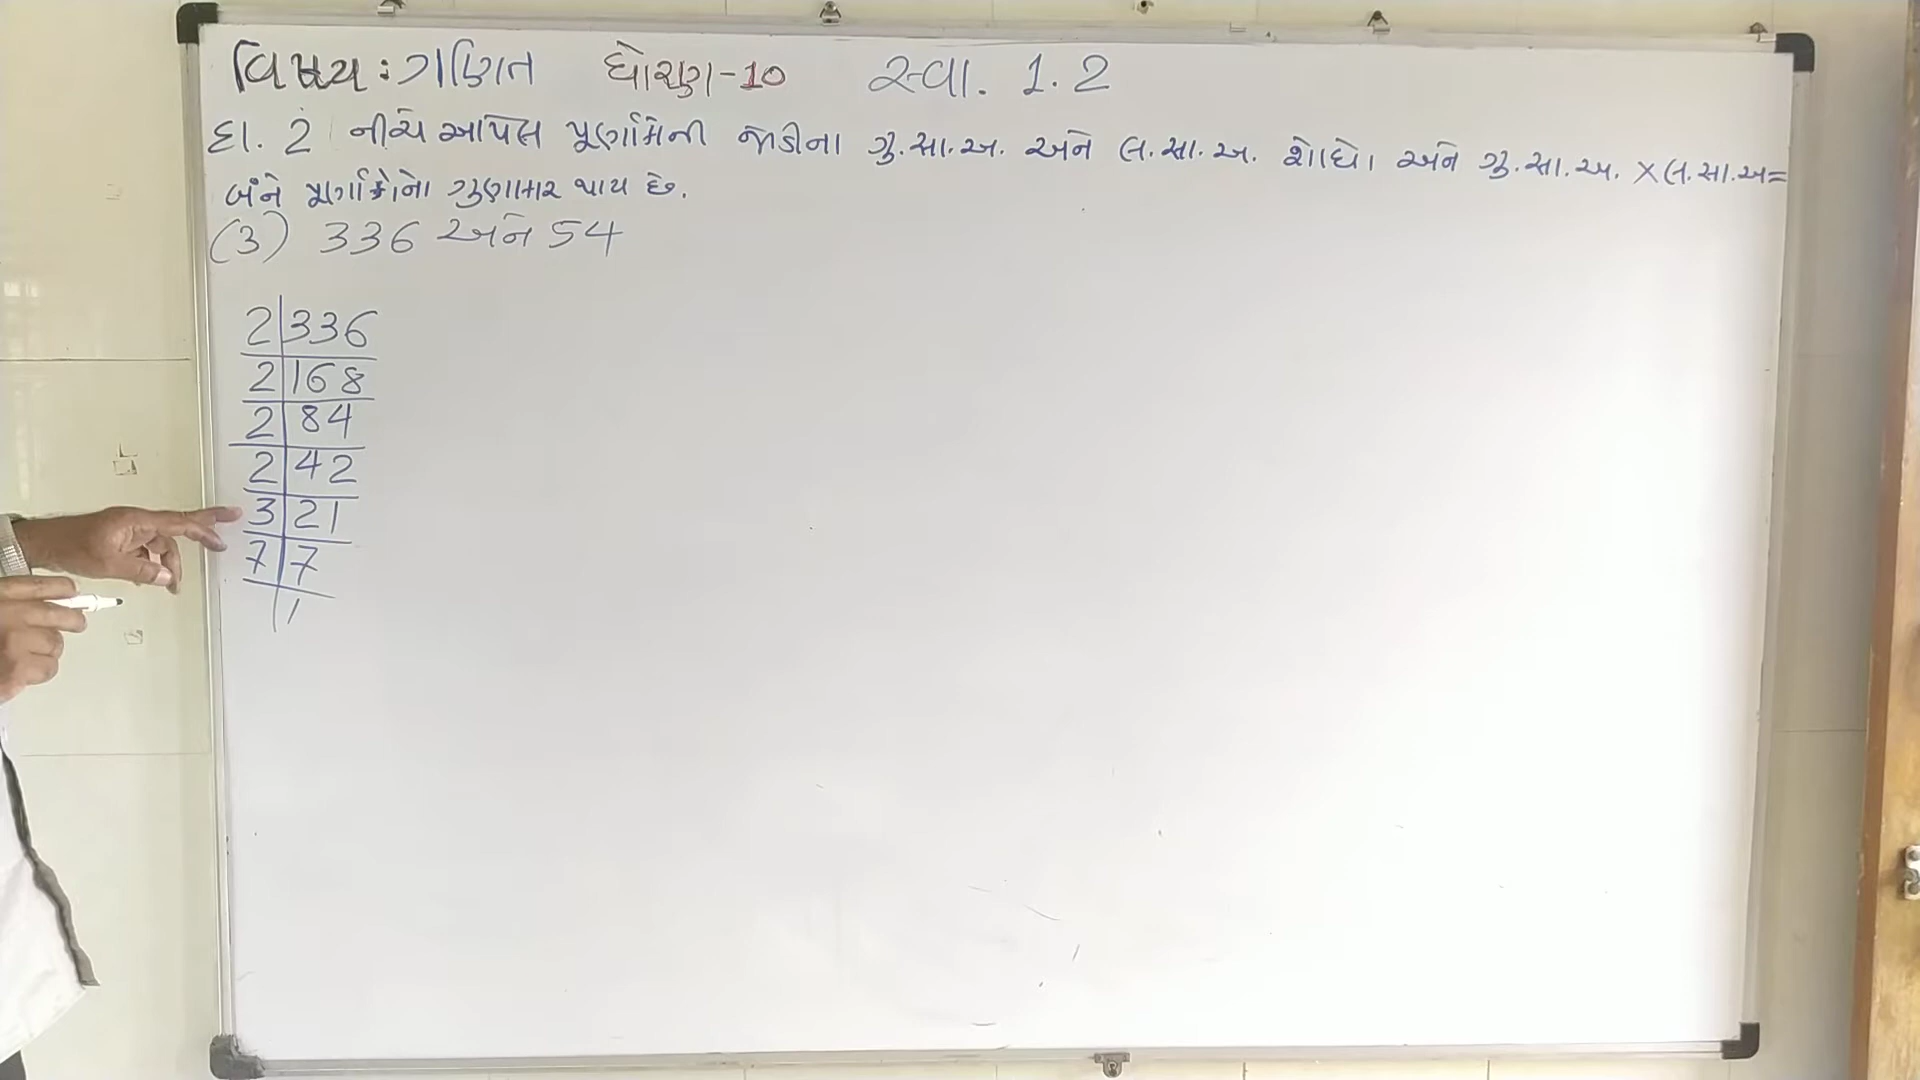 વિષય : ગણિત ધોરણ-10 સ્વા. 1.2
દા. 2 નીચે આપેલ પૂર્ણાંકોની જોડીના ગુ.સા.અ. અને લ.સા.અ. શોધો અને ગુ.સા.અ. × લ.સા.અ=
બંને પૂર્ણાંકોનો ગુણાકાર થાય છે.
(3) 336 અને 54
2 336
2 168
2 84
2 42
3 21
7 7
1